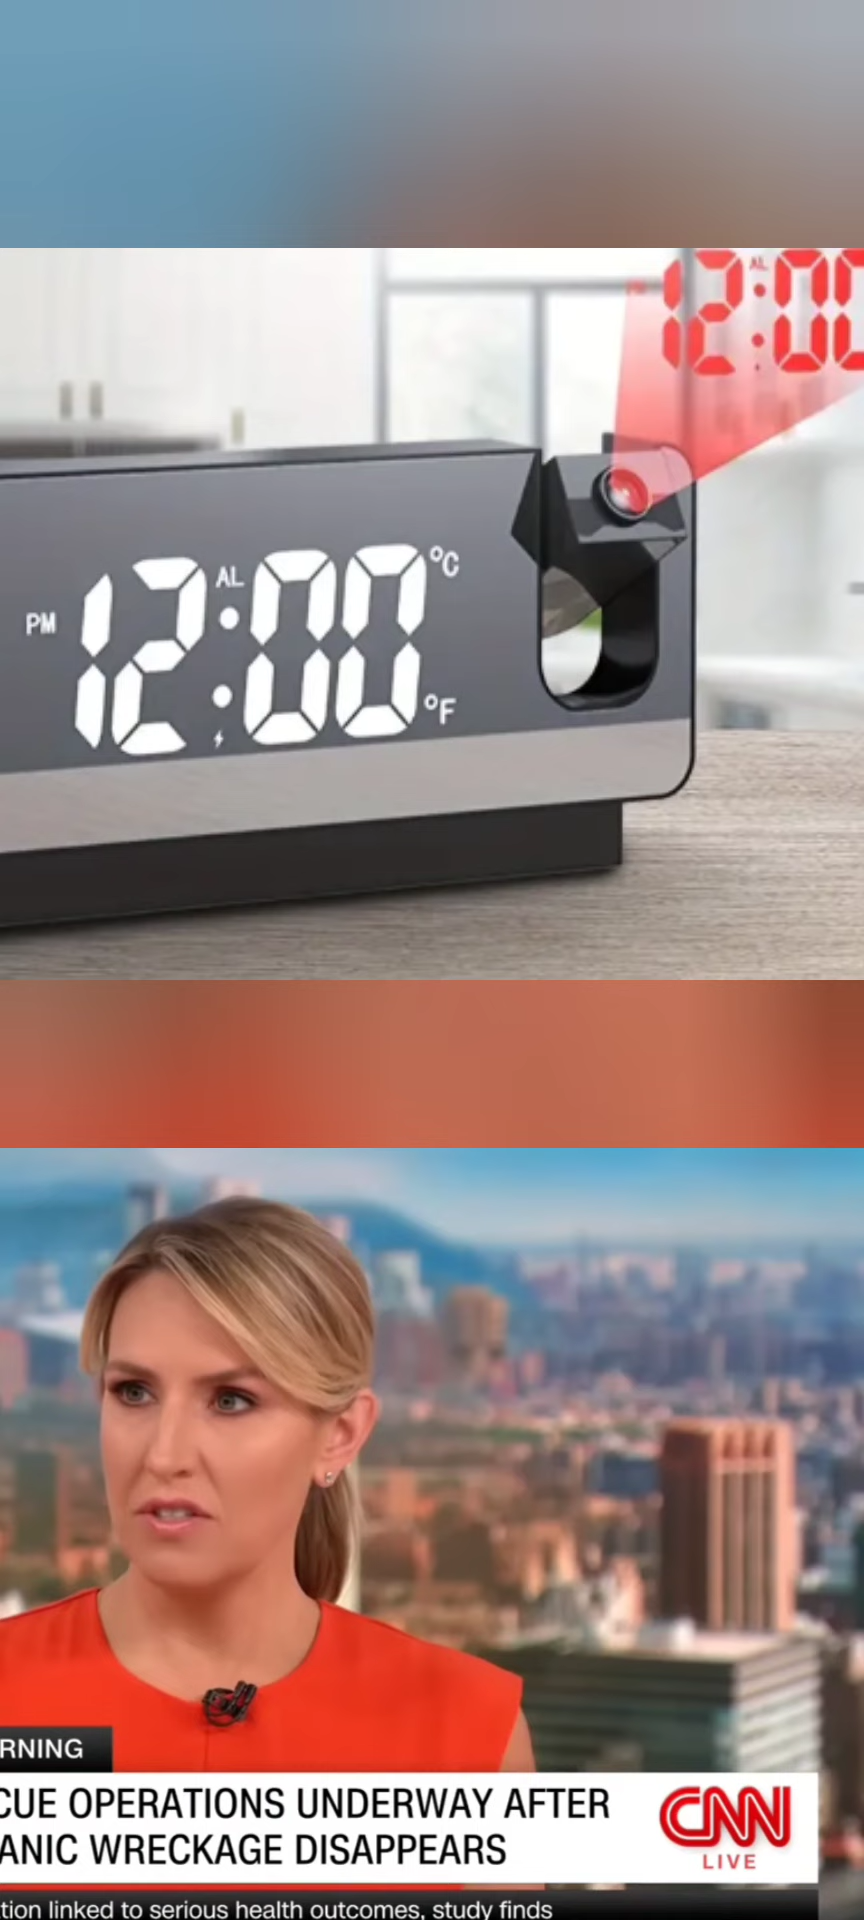 AL
12:00
PM
AL
°C
12:00
°F
RNING
CUE OPERATIONS UNDERWAY AFTER
ANIC WRECKAGE DISAPPEARS
CNN
LIVE
tion linked to serious health outcomes, study finds